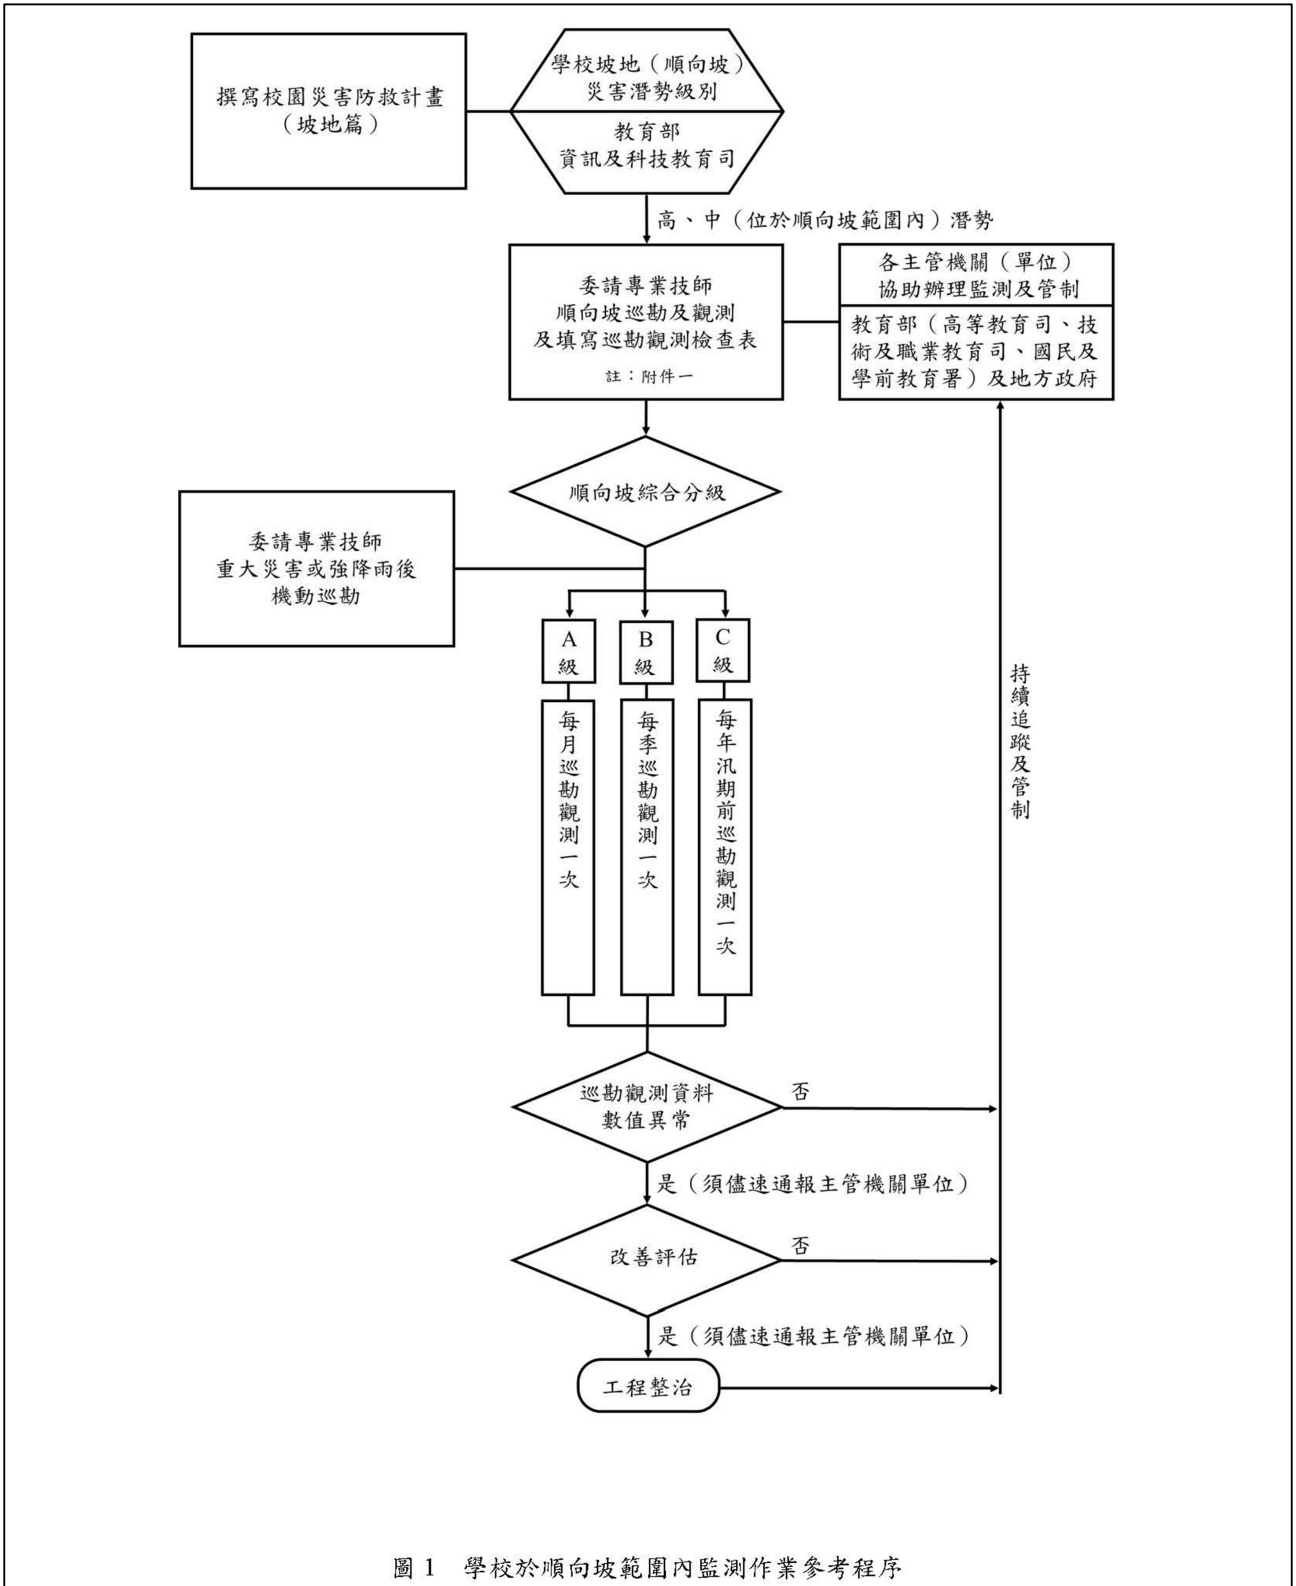 撰寫校園災害防救計畫
（坡地篇）
學校坡地（順向坡）
災害潛勢級別
教育部
資訊及科技教育司
高、中（位於順向坡範圍內）潛勢
委請專業技師
順向坡巡勘及觀測
及填寫巡勘觀測檢查表
註：附件一
各主管機關（單位）
協助辦理監測及管制
教育部（高等教育司、技
術及職業教育司、國民及
學前教育署）及地方政府
順向坡綜合分級
委請專業技師
重大災害或強降雨後
機動巡勘
A
級
B
級
C
級
每月巡勘觀測一次
每季巡勘觀測一次
每年汛期前巡勘觀測一次
持續追蹤及管制
巡勘觀測資料
數值異常
否
是（須儘速通報主管機關單位）
改善評估
否
是（須儘速通報主管機關單位）
工程整治
圖 1　學校於順向坡範圍內監測作業參考程序